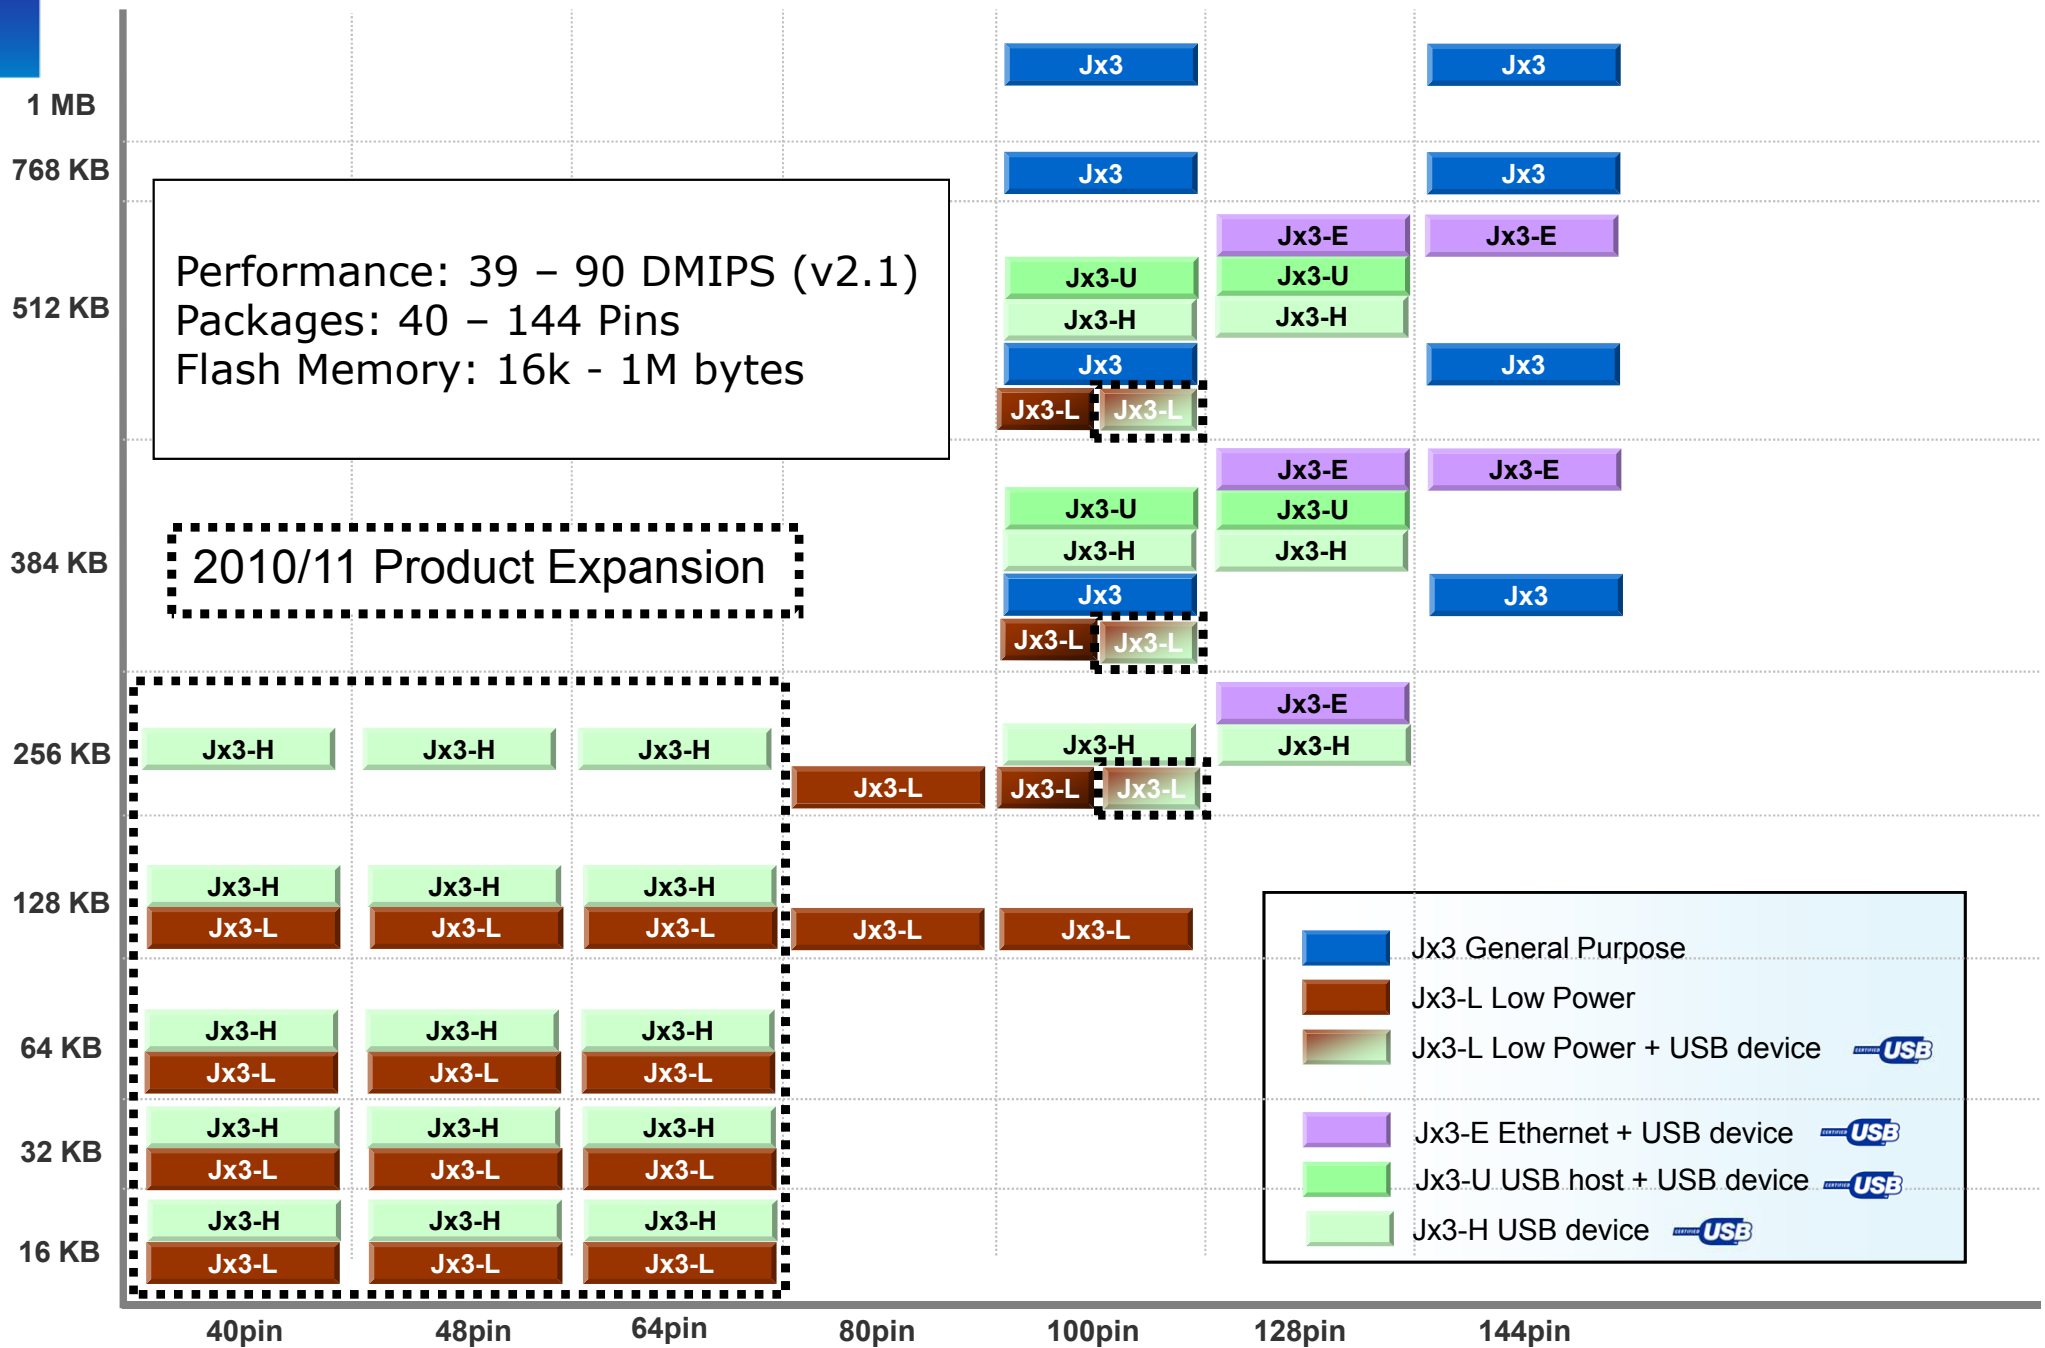 Jx3 Jx3
1 MB
768 KB Jx3 Jx3
Jx3-E Jx3-E
Performance: 39 – 90 DMIPS (v2.1)
Packages: 40 – 144 Pins
Flash Memory: 16k - 1M bytes
Jx3-U Jx3-U
512 KB Jx3-H Jx3-H
Jx3 Jx3
Jx3-L Jx3-L
Jx3-E Jx3-E
Jx3-U Jx3-U
2010/11 Product Expansion
384 KB Jx3-H Jx3-H
Jx3 Jx3
Jx3-L Jx3-L
Jx3-E
256 KB Jx3-H Jx3-H Jx3-H Jx3-H Jx3-H
Jx3-L Jx3-L Jx3-L
Jx3-H Jx3-H Jx3-H
128 KB
Jx3-L Jx3-L Jx3-L Jx3-L Jx3-L
Jx3-H Jx3-H Jx3-H
64 KB
Jx3-L Jx3-L Jx3-L
Jx3-H Jx3-H Jx3-H
32 KB
Jx3-L Jx3-L Jx3-L
Jx3-H Jx3-H Jx3-H
16 KB
Jx3-L Jx3-L Jx3-L
Jx3 General Purpose
Jx3-L Low Power
Jx3-L Low Power + USB device CERTIFIED USB
Jx3-E Ethernet + USB device CERTIFIED USB
Jx3-U USB host + USB device CERTIFIED USB
Jx3-H USB device CERTIFIED USB
40pin 48pin 64pin 80pin 100pin 128pin 144pin